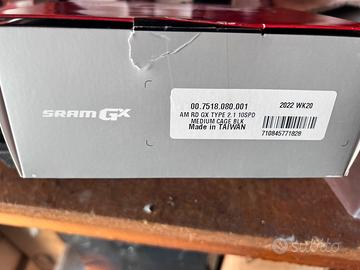 SRAM GX
00.7518.080.001
2022 WK20
AM RD GX TYPE 2.1 10SPD
MEDIUM CAGE BLK
Made in TAIWAN
710845771828
subito